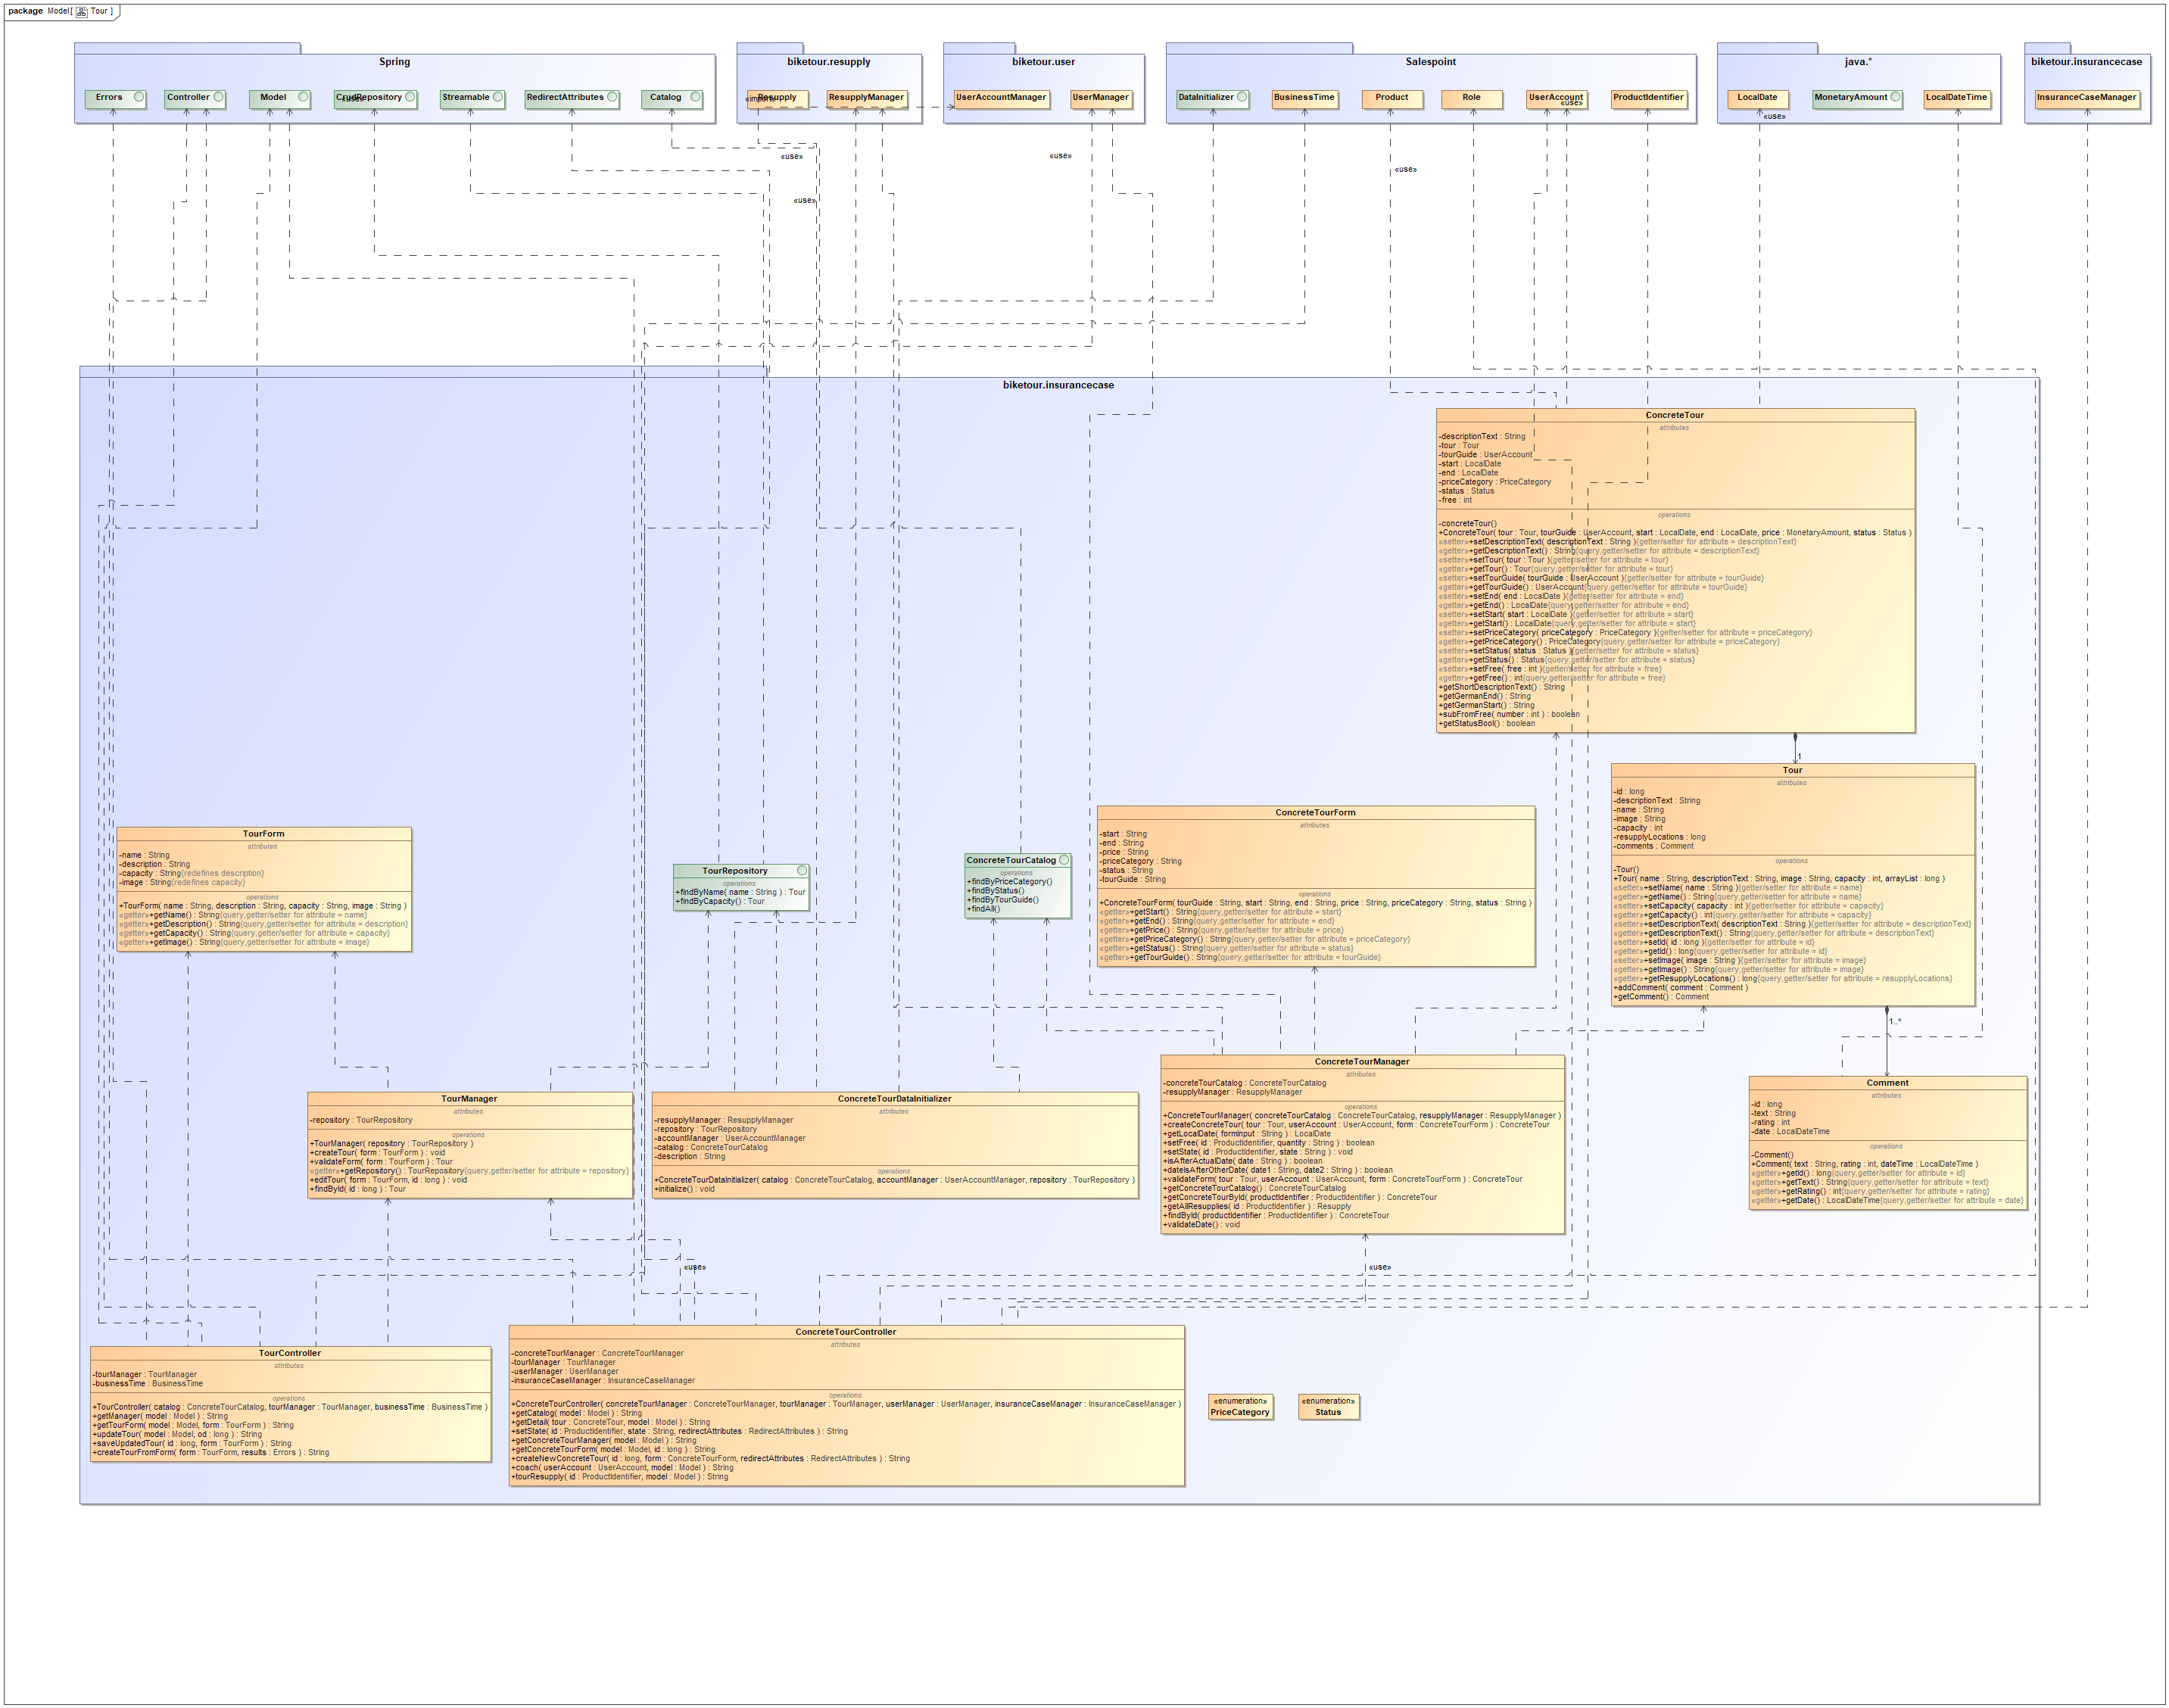 package Model[ Tour ]
Spring
Errors
Controller
Model
CrudRepository
«use»
Streamable
RedirectAttributes
Catalog
biketour.resupply
Resupply
«import»
ResupplyManager
biketour.user
UserAccountManager
UserManager
Salespoint
DataInitializer
BusinessTime
Product
Role
UserAccount
«use»
ProductIdentifier
java.*
LocalDate
MonetaryAmount
LocalDateTime
«use»
biketour.insurancecase
InsuranceCaseManager
«use»
«use»
«use»
«use»
biketour.insurancecase
ConcreteTour
attributes
-descriptionText : String
-tour : Tour
-tourGuide : UserAccount
-start : LocalDate
-end : LocalDate
-priceCategory : PriceCategory
-status : Status
-free : int
operations
-concreteTour()
+ConcreteTour( tour : Tour, tourGuide : UserAccount, start : LocalDate, end : LocalDate, price : MonetaryAmount, status : Status )
«setter»+setDescriptionText( descriptionText : String ){getter/setter for attribute = descriptionText}
«getter»+getDescriptionText() : String{query,getter/setter for attribute = descriptionText}
«setter»+setTour( tour : Tour ){getter/setter for attribute = tour}
«getter»+getTour() : Tour{query,getter/setter for attribute = tour}
«setter»+setTourGuide( tourGuide : UserAccount ){getter/setter for attribute = tourGuide}
«getter»+getTourGuide() : UserAccount{query,getter/setter for attribute = tourGuide}
«setter»+setEnd( end : LocalDate ){getter/setter for attribute = end}
«getter»+getEnd() : LocalDate{query,getter/setter for attribute = end}
«setter»+setStart( start : LocalDate ){getter/setter for attribute = start}
«getter»+getStart() : LocalDate{query,getter/setter for attribute = start}
«setter»+setPriceCategory( priceCategory : PriceCategory ){getter/setter for attribute = priceCategory}
«getter»+getPriceCategory() : PriceCategory{query,getter/setter for attribute = priceCategory}
«setter»+setStatus( status : Status ){getter/setter for attribute = status}
«getter»+getStatus() : Status{query,getter/setter for attribute = status}
«setter»+setFree( free : int ){getter/setter for attribute = free}
«getter»+getFree() : int{query,getter/setter for attribute = free}
+getShortDescriptionText() : String
+getGermanEnd() : String
+getGermanStart() : String
+subFromFree( number : int ) : boolean
+getStatusBool() : boolean
1
Tour
attributes
-id : long
-descriptionText : String
-name : String
-image : String
-capacity : int
-resupplyLocations : long
-comments : Comment
operations
-Tour()
+Tour( name : String, descriptionText : String, image : String, capacity : int, arrayList : long )
«setter»+setName( name : String ){getter/setter for attribute = name}
«getter»+getName() : String{query,getter/setter for attribute = name}
«setter»+setCapacity( capacity : int ){getter/setter for attribute = capacity}
«getter»+getCapacity() : int{query,getter/setter for attribute = capacity}
«setter»+setDescriptionText( descriptionText : String ){getter/setter for attribute = descriptionText}
«getter»+getDescriptionText() : String{query,getter/setter for attribute = descriptionText}
«setter»+setId( id : long ){getter/setter for attribute = id}
«getter»+getId() : long{query,getter/setter for attribute = id}
«setter»+setImage( image : String ){getter/setter for attribute = image}
«getter»+getImage() : String{query,getter/setter for attribute = image}
«getter»+getResupplyLocations() : long{query,getter/setter for attribute = resupplyLocations}
+addComment( comment : Comment )
+getComment() : Comment
1..*
ConcreteTourForm
attributes
-start : String
-end : String
-price : String
-priceCategory : String
-status : String
-tourGuide : String
operations
+ConcreteTourForm( tourGuide : String, start : String, end : String, price : String, priceCategory : String, status : String )
«getter»+getStart() : String{query,getter/setter for attribute = start}
«getter»+getEnd() : String{query,getter/setter for attribute = end}
«getter»+getPrice() : String{query,getter/setter for attribute = price}
«getter»+getPriceCategory() : String{query,getter/setter for attribute = priceCategory}
«getter»+getStatus() : String{query,getter/setter for attribute = status}
«getter»+getTourGuide() : String{query,getter/setter for attribute = tourGuide}
TourForm
attributes
-name : String
-description : String
-capacity : String{redefines description}
-image : String{redefines capacity}
operations
+TourForm( name : String, description : String, capacity : String, image : String )
«getter»+getName() : String{query,getter/setter for attribute = name}
«getter»+getDescription() : String{query,getter/setter for attribute = description}
«getter»+getCapacity() : String{query,getter/setter for attribute = capacity}
«getter»+getImage() : String{query,getter/setter for attribute = image}
TourRepository
operations
+findByName( name : String ) : Tour
+findByCapacity() : Tour
ConcreteTourCatalog
operations
+findByPriceCategory()
+findByStatus()
+findByTourGuide()
+findAll()
TourManager
attributes
-repository : TourRepository
operations
+TourManager( repository : TourRepository )
+createTour( form : TourForm ) : void
+validateForm( form : TourForm ) : Tour
«getter»+getRepository() : TourRepository{query,getter/setter for attribute = repository}
+editTour( form : TourForm, id : long ) : void
+findById( id : long ) : Tour
ConcreteTourDataInitializer
attributes
-resupplyManager : ResupplyManager
-repository : TourRepository
-accountManager : UserAccountManager
-catalog : ConcreteTourCatalog
-description : String
operations
+ConcreteTourDataInitializer( catalog : ConcreteTourCatalog, accountManager : UserAccountManager, repository : TourRepository )
+initialize() : void
ConcreteTourManager
attributes
-concreteTourCatalog : ConcreteTourCatalog
-resupplyManager : ResupplyManager
operations
+ConcreteTourManager( concreteTourCatalog : ConcreteTourCatalog, resupplyManager : ResupplyManager )
+createConcreteTour( tour : Tour, userAccount : UserAccount, form : ConcreteTourForm ) : ConcreteTour
+getLocalDate( formInput : String ) : LocalDate
+setFree( id : ProductIdentifier, quantity : String ) : boolean
+setState( id : ProductIdentifier, state : String ) : void
+isAfterActualDate( date : String ) : boolean
+dateIsAfterOtherDate( date1 : String, date2 : String ) : boolean
+validateForm( tour : Tour, userAccount : UserAccount, form : ConcreteTourForm ) : ConcreteTour
+getConcreteTourCatalog() : ConcreteTourCatalog
+getConcreteTourById( productIdentifier : ProductIdentifier ) : ConcreteTour
+getAllResupplies( id : ProductIdentifier ) : Resupply
+findById( productIdentifier : ProductIdentifier ) : ConcreteTour
+validateDate() : void
Comment
attributes
-id : long
-text : String
-rating : int
-date : LocalDateTime
operations
-Comment()
+Comment( text : String, rating : int, dateTime : LocalDateTime )
«getter»+getId() : long{query,getter/setter for attribute = id}
«getter»+getText() : String{query,getter/setter for attribute = text}
«getter»+getRating() : int{query,getter/setter for attribute = rating}
«getter»+getDate() : LocalDateTime{query,getter/setter for attribute = date}
«use»
«use»
TourController
attributes
-tourManager : TourManager
-businessTime : BusinessTime
operations
+TourController( catalog : ConcreteTourCatalog, tourManager : TourManager, businessTime : BusinessTime )
+getManager( model : Model ) : String
+getTourForm( model : Model, form : TourForm ) : String
+updateTour( model : Model, od : long ) : String
+saveUpdatedTour( id : long, form : TourForm ) : String
+createTourFromForm( form : TourForm, results : Errors ) : String
ConcreteTourController
attributes
-concreteTourManager : ConcreteTourManager
-tourManager : TourManager
-userManager : UserManager
-insuranceCaseManager : InsuranceCaseManager
operations
+ConcreteTourController( concreteTourManager : ConcreteTourManager, tourManager : TourManager, userManager : UserManager, insuranceCaseManager : InsuranceCaseManager )
+getCatalog( model : Model ) : String
+getDetail( tour : ConcreteTour, model : Model ) : String
+setState( id : ProductIdentifier, state : String, redirectAttributes : RedirectAttributes ) : String
+getConcreteTourManager( model : Model ) : String
+getConcreteTourForm( model : Model, id : long ) : String
+createNewConcreteTour( id : long, form : ConcreteTourForm, redirectAttributes : RedirectAttributes ) : String
+coach( userAccount : UserAccount, model : Model ) : String
+tourResupply( id : ProductIdentifier, model : Model ) : String
«enumeration»
PriceCategory
«enumeration»
Status